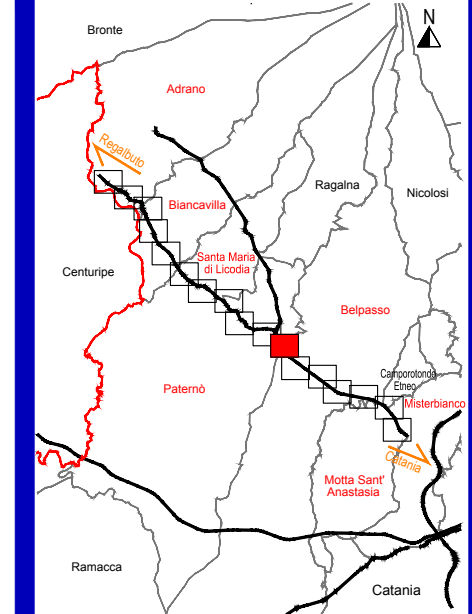 N
Bronte
Adrano
Regalbuto
Ragalna
Nicolosi
Biancavilla
Santa Maria
di Licodia
Centuripe
Belpasso
Camporotondo
Etneo
Paternò
Misterbianco
Catania
Motta Sant'
Anastasia
Ramacca
Catania